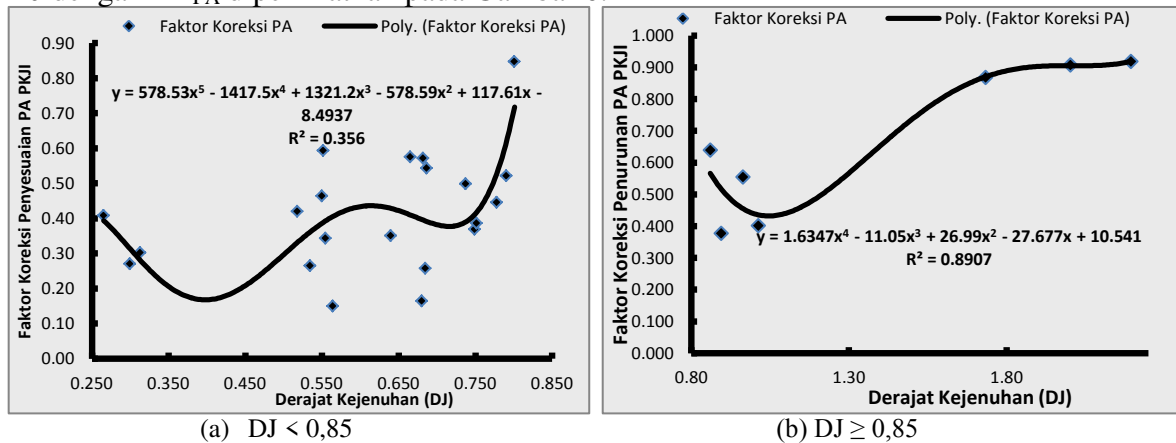 Faktor Koreksi PA Poly. (Faktor Koreksi PA)
Faktor Koreksi Penyesuaian PA PKJI
0.90
0.80
0.70
0.60
0.50
0.40
0.30
0.20
0.10
0.00
y = 578.53x⁵ - 1417.5x⁴ + 1321.2x³ - 578.59x² + 117.61x -
8.4937
R² = 0.356
0.250 0.350 0.450 0.550 0.650 0.750 0.850
Derajat Kejenuhan (DJ)
(a) DJ < 0,85
Faktor Koreksi PA Poly. (Faktor Koreksi PA)
Faktor Koreksi Penurunan PA PKJI
1.000
0.900
0.800
0.700
0.600
0.500
0.400
0.300
0.200
0.100
0.000
y = 1.6347x⁴ - 11.05x³ + 26.99x² - 27.677x + 10.541
R² = 0.8907
0.80 1.30 1.80
Derajat Kejenuhan (DJ)
(b) DJ ≥ 0,85